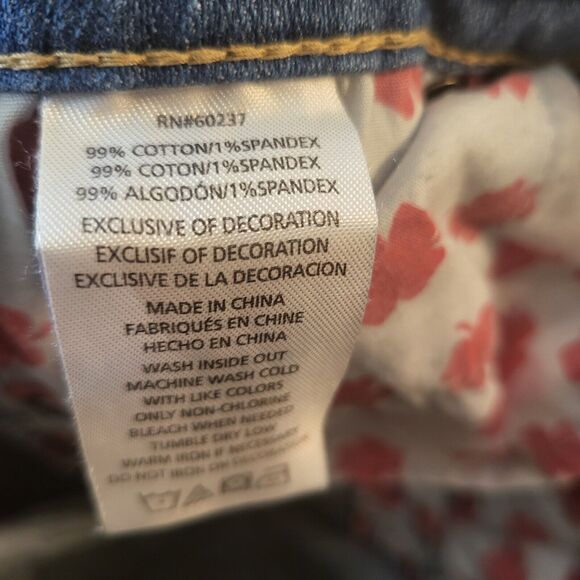 RN#60237
99% COTTON/1%SPANDEX
99% COTON/1%SPANDEX
99% ALGODÓN/1%SPANDEX
EXCLUSIVE OF DECORATION
EXCLISIF OF DECORATION
EXCLUSIVE DE LA DECORACION
MADE IN CHINA
FABRIQUÉS EN CHINE
HECHO EN CHINA
WASH INSIDE OUT
MACHINE WASH COLD
WITH LIKE COLORS
ONLY NON-CHLORINE
BLEACH WHEN NEEDED
TUMBLE DRY LOW
WARM IRON IF NECESSARY
DO NOT IRON ON DECORATION